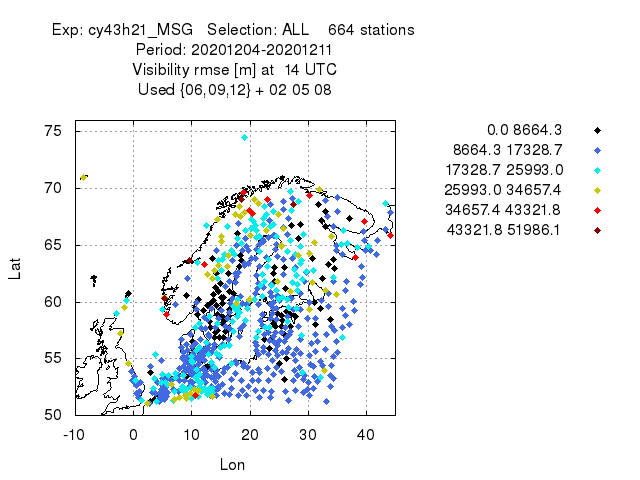 Exp: cy43h21_MSG Selection: ALL 664 stations
Period: 20201204-20201211
Visibility rmse [m] at 14 UTC
Used {06,09,12} + 02 05 08
0.0 8664.3
8664.3 17328.7
17328.7 25993.0
25993.0 34657.4
34657.4 43321.8
43321.8 51986.1
Lat
75
70
65
60
55
50
-10 0 10 20 30 40
Lon